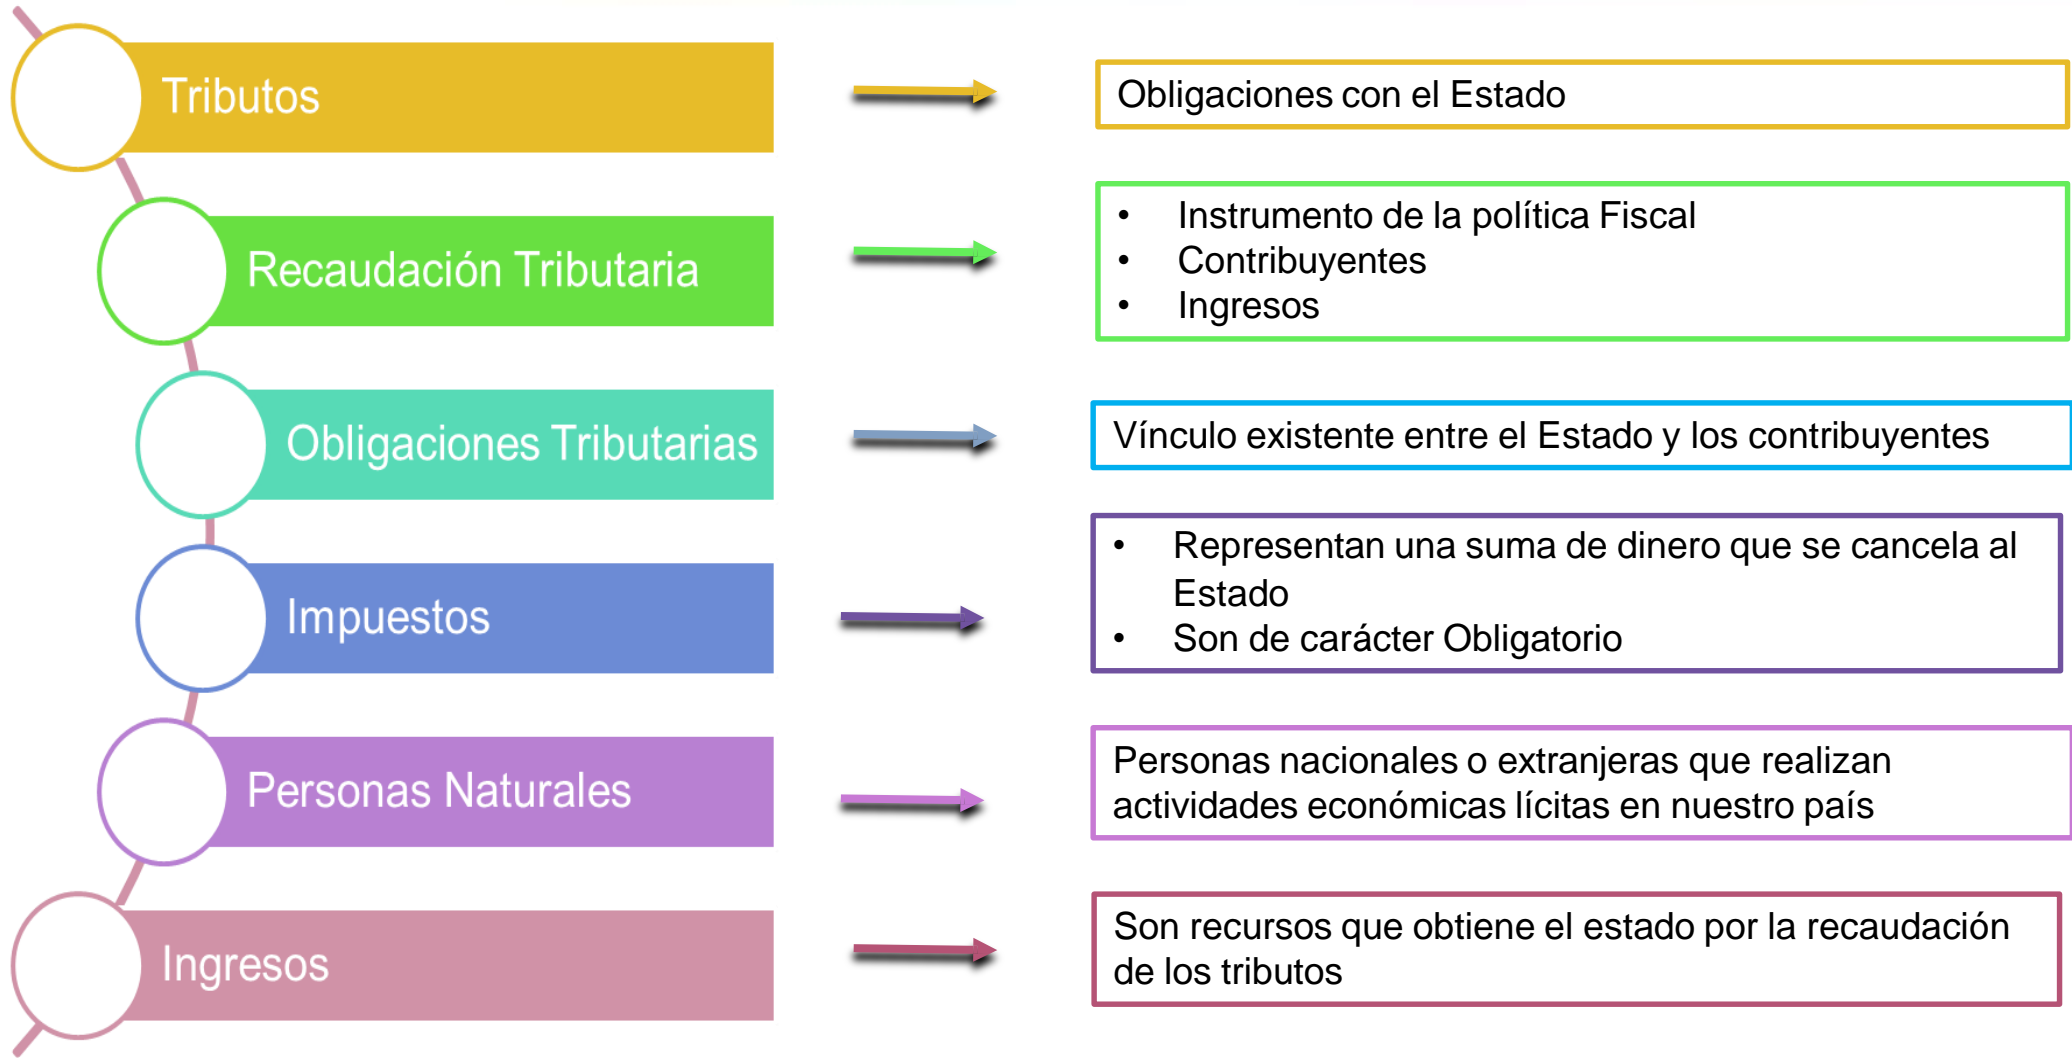 Tributos
Obligaciones con el Estado
Recaudación Tributaria
• Instrumento de la política Fiscal
• Contribuyentes
• Ingresos
Obligaciones Tributarias
Vínculo existente entre el Estado y los contribuyentes
Impuestos
• Representan una suma de dinero que se cancela al
Estado
• Son de carácter Obligatorio
Personas Naturales
Personas nacionales o extranjeras que realizan
actividades económicas lícitas en nuestro país
Ingresos
Son recursos que obtiene el estado por la recaudación
de los tributos